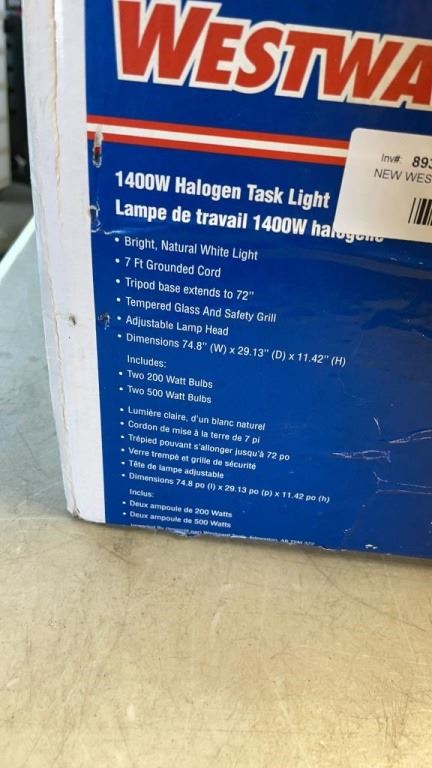 WESTWA
Inv#: 893
NEW WES
1400W Halogen Task Light
Lampe de travail 1400W halogène
• Bright, Natural White Light
• 7 Ft Grounded Cord
• Tripod base extends to 72"
• Tempered Glass And Safety Grill
• Adjustable Lamp Head
• Dimensions 74.8" (W) x 29.13" (D) x 11.42" (H)
Includes:
• Two 200 Watt Bulbs
• Two 500 Watt Bulbs
• Lumière claire, d'un blanc naturel
• Cordon de mise à la terre de 7 pi
• Trépied pouvant s'allonger jusqu'à 72 po
• Verre trempé et grille de sécurité
• Tête de lampe adjustable
• Dimensions 74.8 po (l) x 29.13 po (p) x 11.42 po (h)
Inclus:
• Deux ampoule de 200 Watts
• Deux ampoule de 500 Watts